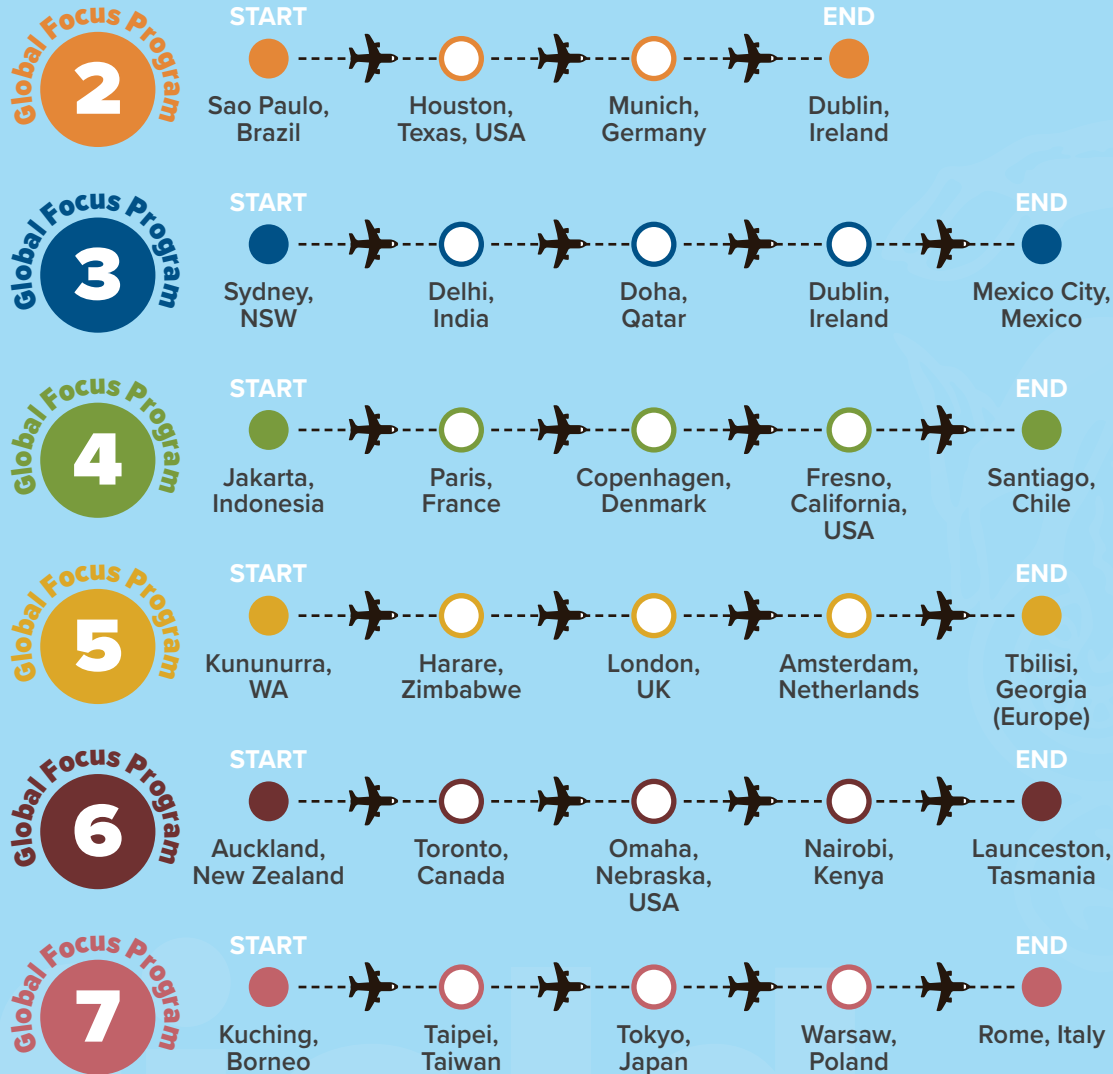 Global Focus Program
2
START
END
Sao Paulo,
Brazil
Houston,
Texas, USA
Munich,
Germany
Dublin,
Ireland
Global Focus Program
3
START
END
Sydney,
NSW
Delhi,
India
Doha,
Qatar
Dublin,
Ireland
Mexico City,
Mexico
Global Focus Program
4
START
END
Jakarta,
Indonesia
Paris,
France
Copenhagen,
Denmark
Fresno,
California,
USA
Santiago,
Chile
Global Focus Program
5
START
END
Kununurra,
WA
Harare,
Zimbabwe
London,
UK
Amsterdam,
Netherlands
Tbilisi,
Georgia
(Europe)
Global Focus Program
6
START
END
Auckland,
New Zealand
Toronto,
Canada
Omaha,
Nebraska,
USA
Nairobi,
Kenya
Launceston,
Tasmania
Global Focus Program
7
START
END
Kuching,
Borneo
Taipei,
Taiwan
Tokyo,
Japan
Warsaw,
Poland
Rome, Italy